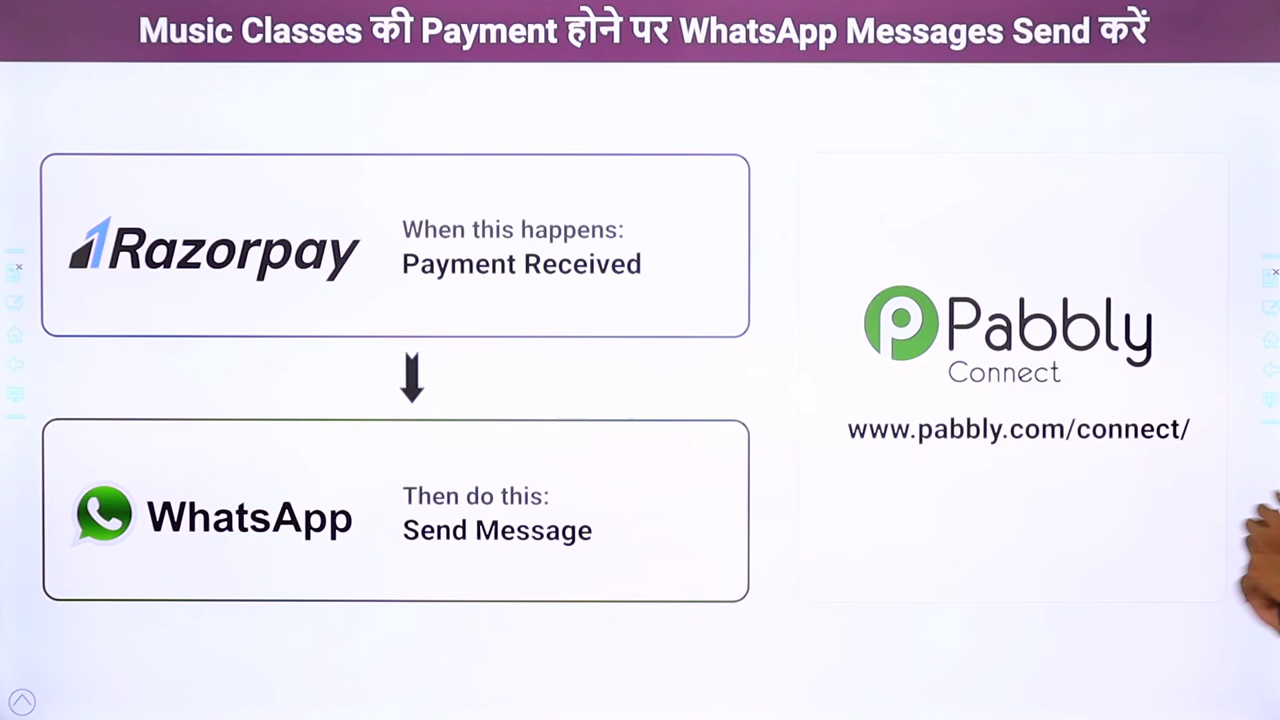 Music Classes की Payment होने पर WhatsApp Messages Send करें
Razorpay
When this happens:
Payment Received
WhatsApp
Then do this:
Send Message
Pabbly
Connect
www.pabbly.com/connect/